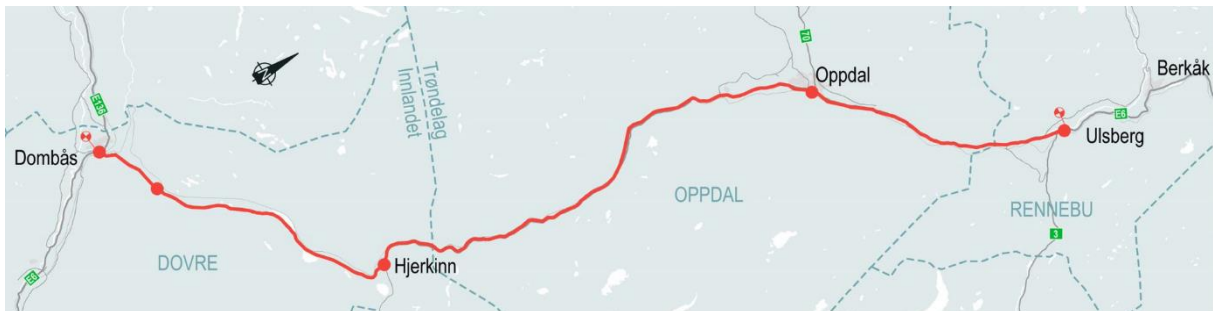 70
Oppdal
Berkåk
Trøndelag
Innlandet
E136
E6
Dombås
Ulsberg
OPPDAL
RENNEBU
3
DOVRE
Hjerkinn
E6